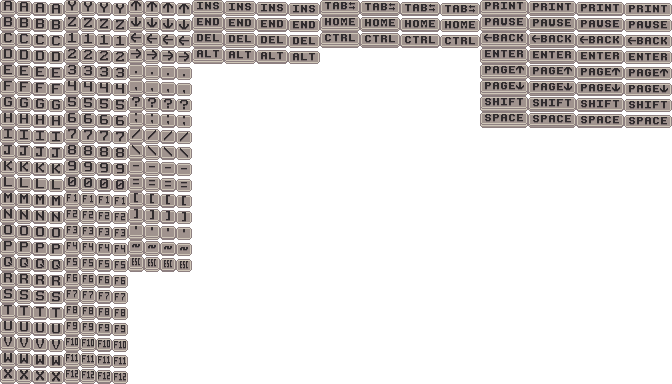 A A A A Y Y Y Y ↑ ↑ ↑ ↑ INS INS INS INS TAB⇆ TAB⇆ TAB⇆ TAB⇆ PRINT PRINT PRINT PRINT
B B B B Z Z Z Z ↓ ↓ ↓ ↓ END END END END HOME HOME HOME HOME PAUSE PAUSE PAUSE PAUSE
C C C C 1 1 1 1 ← ← ← ← DEL DEL DEL DEL CTRL CTRL CTRL CTRL ←BACK ←BACK ←BACK ←BACK
D D D D 2 2 2 2 → → → → ALT ALT ALT ALT ENTER ENTER ENTER ENTER
E E E E 3 3 3 3 PAGE↑ PAGE↑ PAGE↑ PAGE↑
F F F F 4 4 4 4 PAGE↓ PAGE↓ PAGE↓ PAGE↓
G G G G 5 5 5 5 ? ? ? ? SHIFT SHIFT SHIFT SHIFT
H H H H 6 6 6 6 ; ; ; ; SPACE SPACE SPACE SPACE
I I I I 7 7 7 7 / / / /
J J J J 8 8 8 8 \ \ \ \
K K K K 9 9 9 9 - - - -
L L L L 0 0 0 0 = = = =
M M M M F1 F1 F1 F1 [ [ [ [
N N N N F2 F2 F2 F2 ] ] ] ]
O O O O F3 F3 F3 F3 ' ' ' '
P P P P F4 F4 F4 F4 ~ ~ ~ ~
Q Q Q Q F5 F5 F5 F5 ESC ESC ESC ESC
R R R R F6 F6 F6 F6
S S S S F7 F7 F7 F7
T T T T F8 F8 F8 F8
U U U U F9 F9 F9 F9
V V V V F10 F10 F10 F10
W W W W F11 F11 F11 F11
X X X X F12 F12 F12 F12